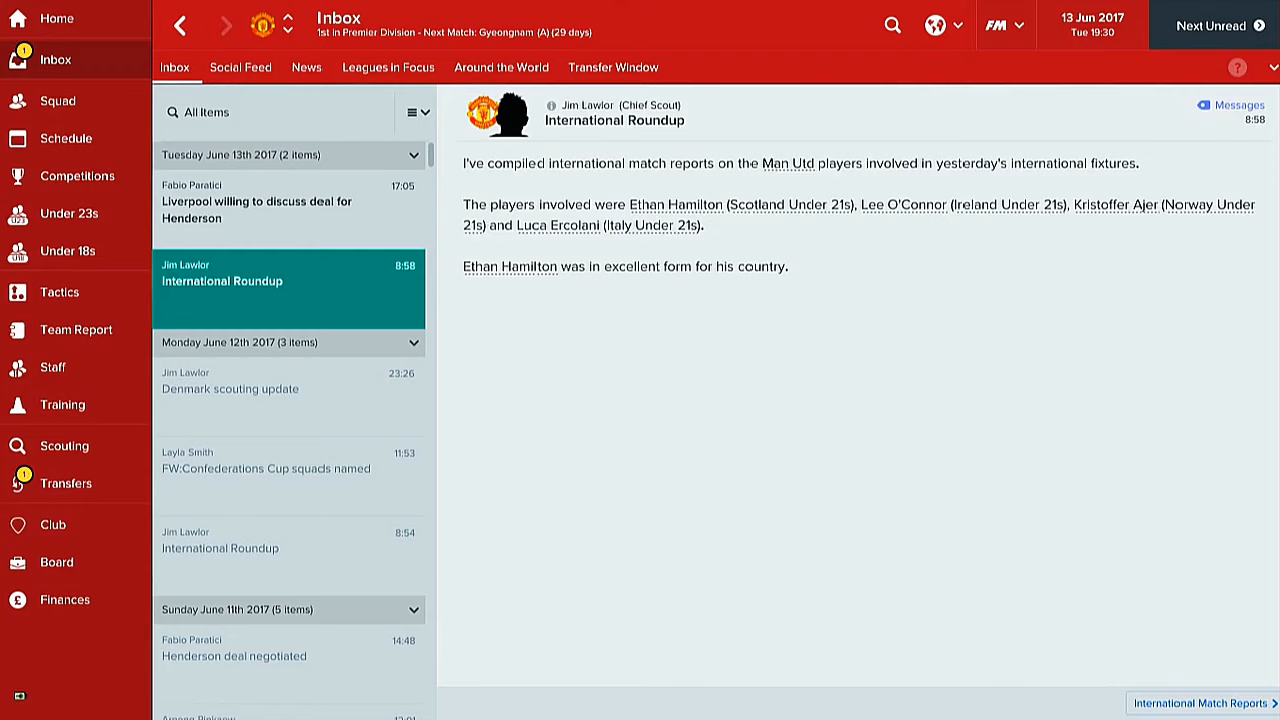 Home
1
Inbox
Squad
Schedule
Competitions
Under 23s
Under 18s
Tactics
Team Report
Staff
Training
Scouting
1
Transfers
Club
Board
Finances
Inbox
1st in Premier Division - Next Match: Gyeongnam (A) (29 days)
FM
13 Jun 2017
Tue 19:30
Next Unread
Inbox
Social Feed
News
Leagues in Focus
Around the World
Transfer Window
?
All Items
Tuesday June 13th 2017 (2 items)
Fabio Paratici 17:05
Liverpool willing to discuss deal for
Henderson
Jim Lawlor 8:58
International Roundup
Monday June 12th 2017 (3 items)
Jim Lawlor 23:26
Denmark scouting update
Layla Smith 11:53
FW:Confederations Cup squads named
Jim Lawlor 8:54
International Roundup
Sunday June 11th 2017 (5 items)
Fabio Paratici 14:48
Henderson deal negotiated
Jim Lawlor (Chief Scout)
International Roundup
Messages
8:58
I've compiled international match reports on the Man Utd players involved in yesterday's international fixtures.
The players involved were Ethan Hamilton (Scotland Under 21s), Lee O'Connor (Ireland Under 21s), Kristoffer Ajer (Norway Under
21s) and Luca Ercolani (Italy Under 21s).
Ethan Hamilton was in excellent form for his country.
International Match Reports